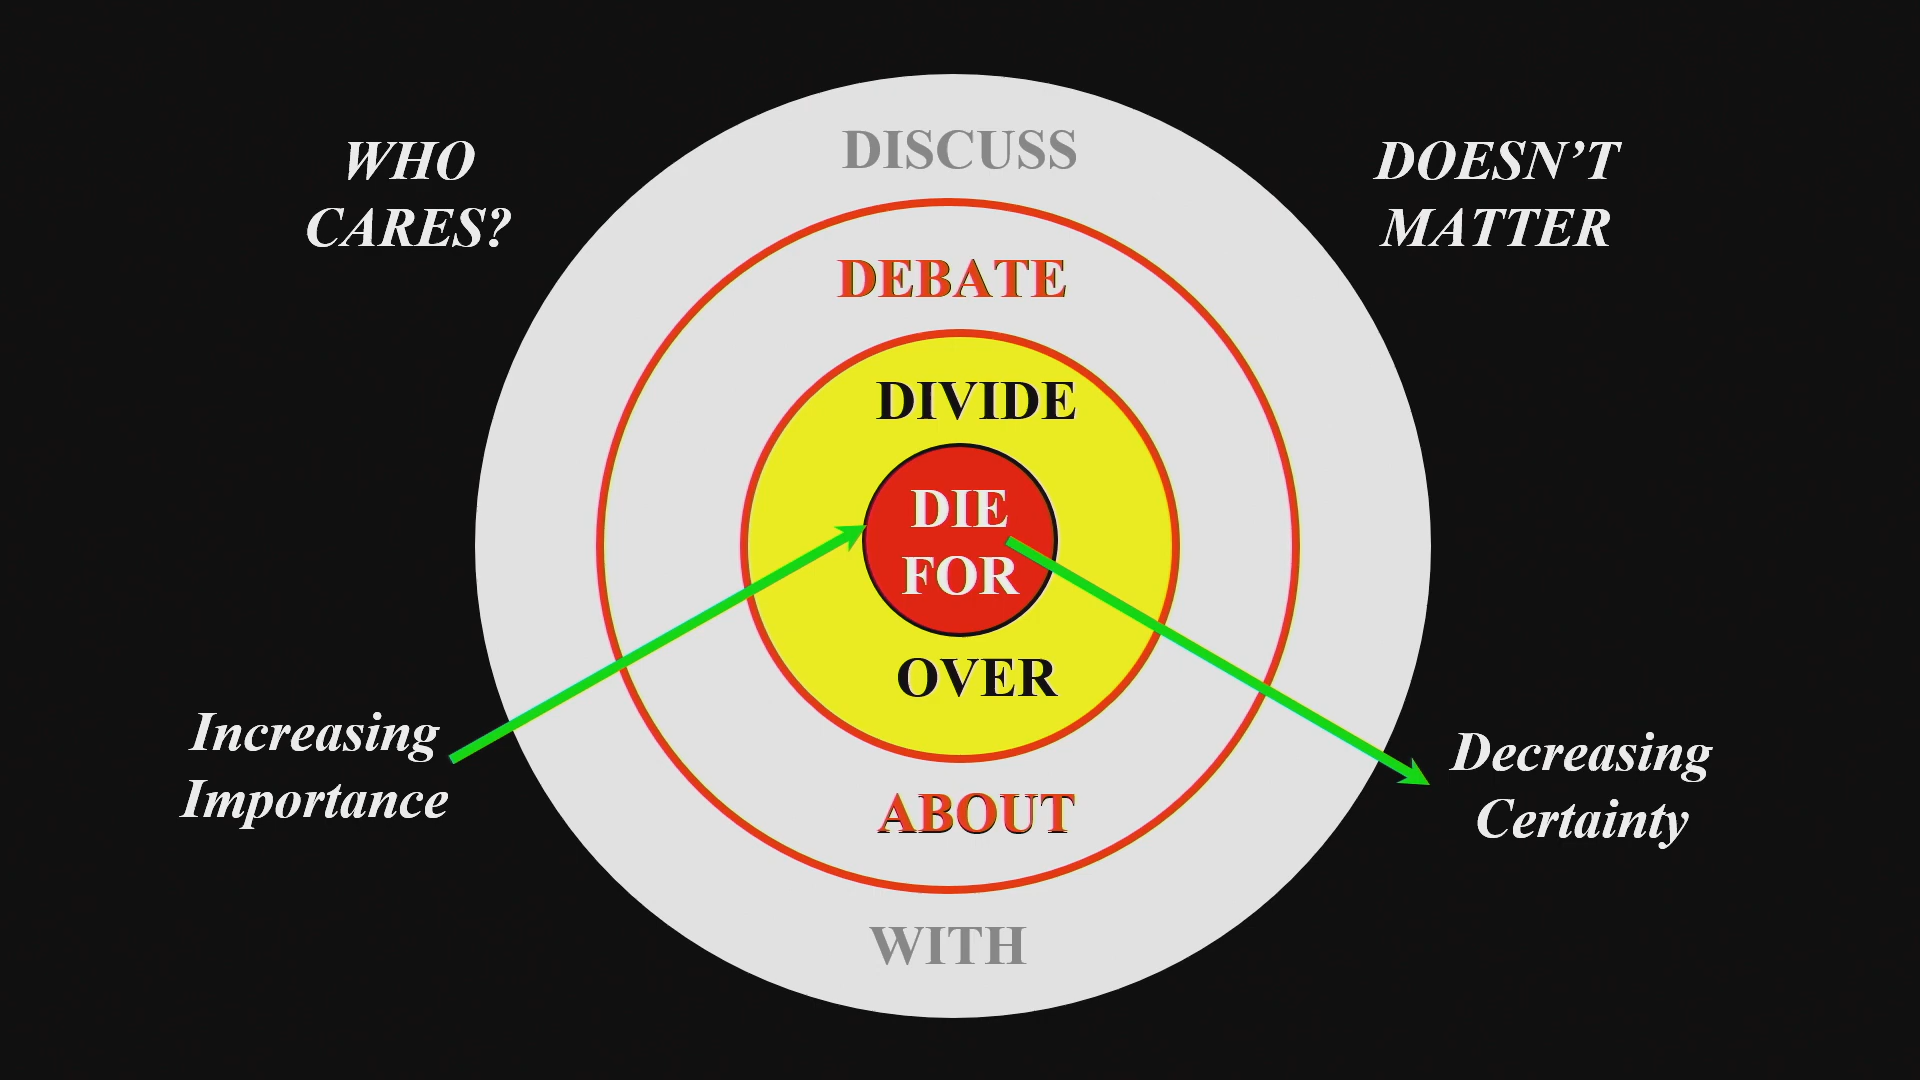 WHO
CARES?
DISCUSS
DOESN’T
MATTER
DEBATE
DIVIDE
DIE
FOR
OVER
ABOUT
WITH
Increasing
Importance
Decreasing
Certainty